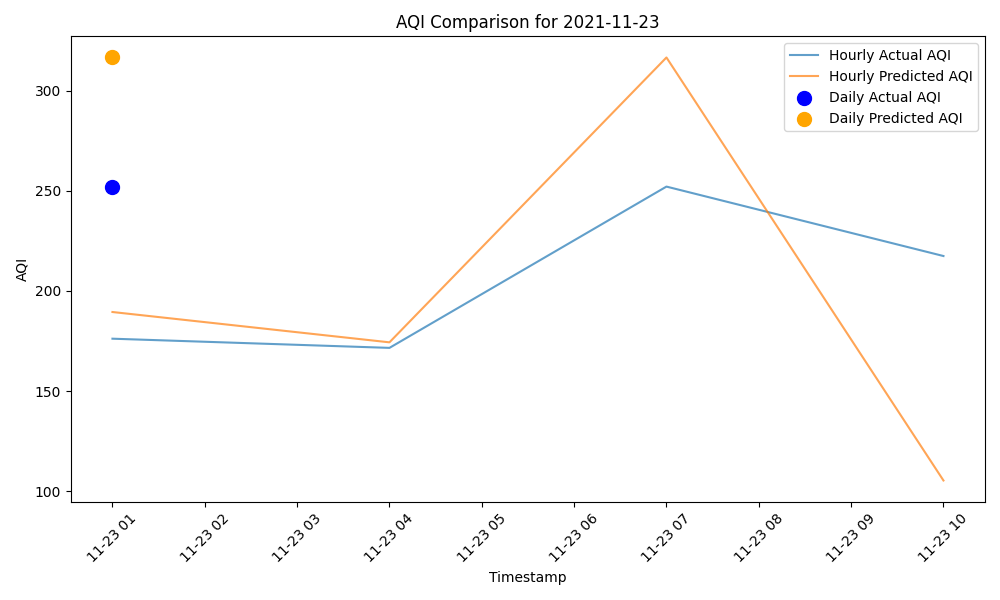 AQI Comparison for 2021-11-23
Hourly Actual AQI
Hourly Predicted AQI
Daily Actual AQI
Daily Predicted AQI
AQI
300
250
200
150
100
11-23 01
11-23 02
11-23 03
11-23 04
11-23 05
11-23 06
11-23 07
11-23 08
11-23 09
11-23 10
Timestamp